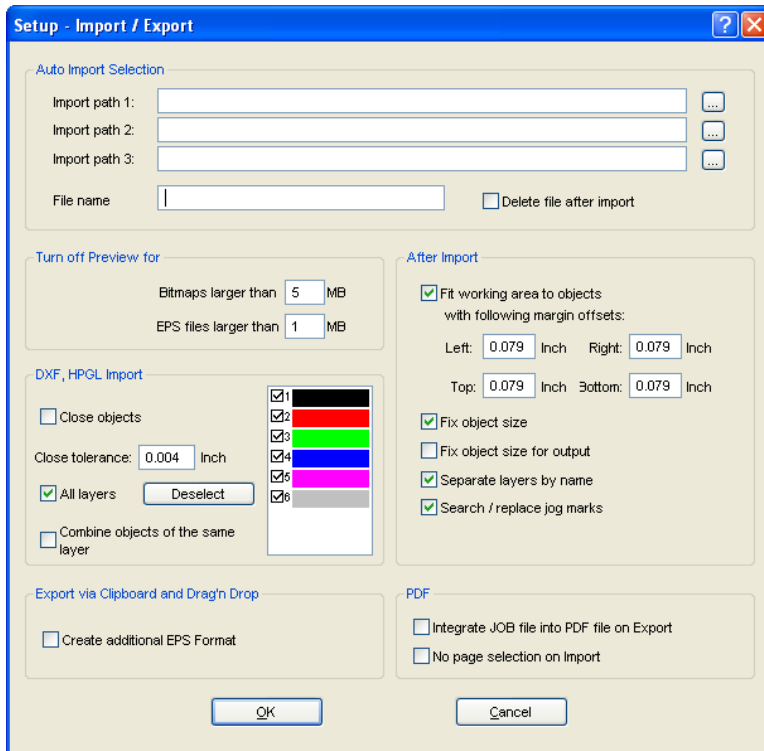 Setup - Import / Export
Auto Import Selection
Import path 1:
...
Import path 2:
...
Import path 3:
...
File name
Delete file after import
Turn off Preview for
Bitmaps larger than 5 MB
EPS files larger than 1 MB
After Import
Fit working area to objects
with following margin offsets:
Left: 0.079 Inch Right: 0.079 Inch
Top: 0.079 Inch Bottom: 0.079 Inch
Fix object size
Fix object size for output
Separate layers by name
Search / replace jog marks
DXF, HPGL Import
Close objects
Close tolerance: 0.004 Inch
All layers Deselect
Combine objects of the same
layer
1
2
3
4
5
6
Export via Clipboard and Drag'n Drop
Create additional EPS Format
PDF
Integrate JOB file into PDF file on Export
No page selection on Import
OK Cancel